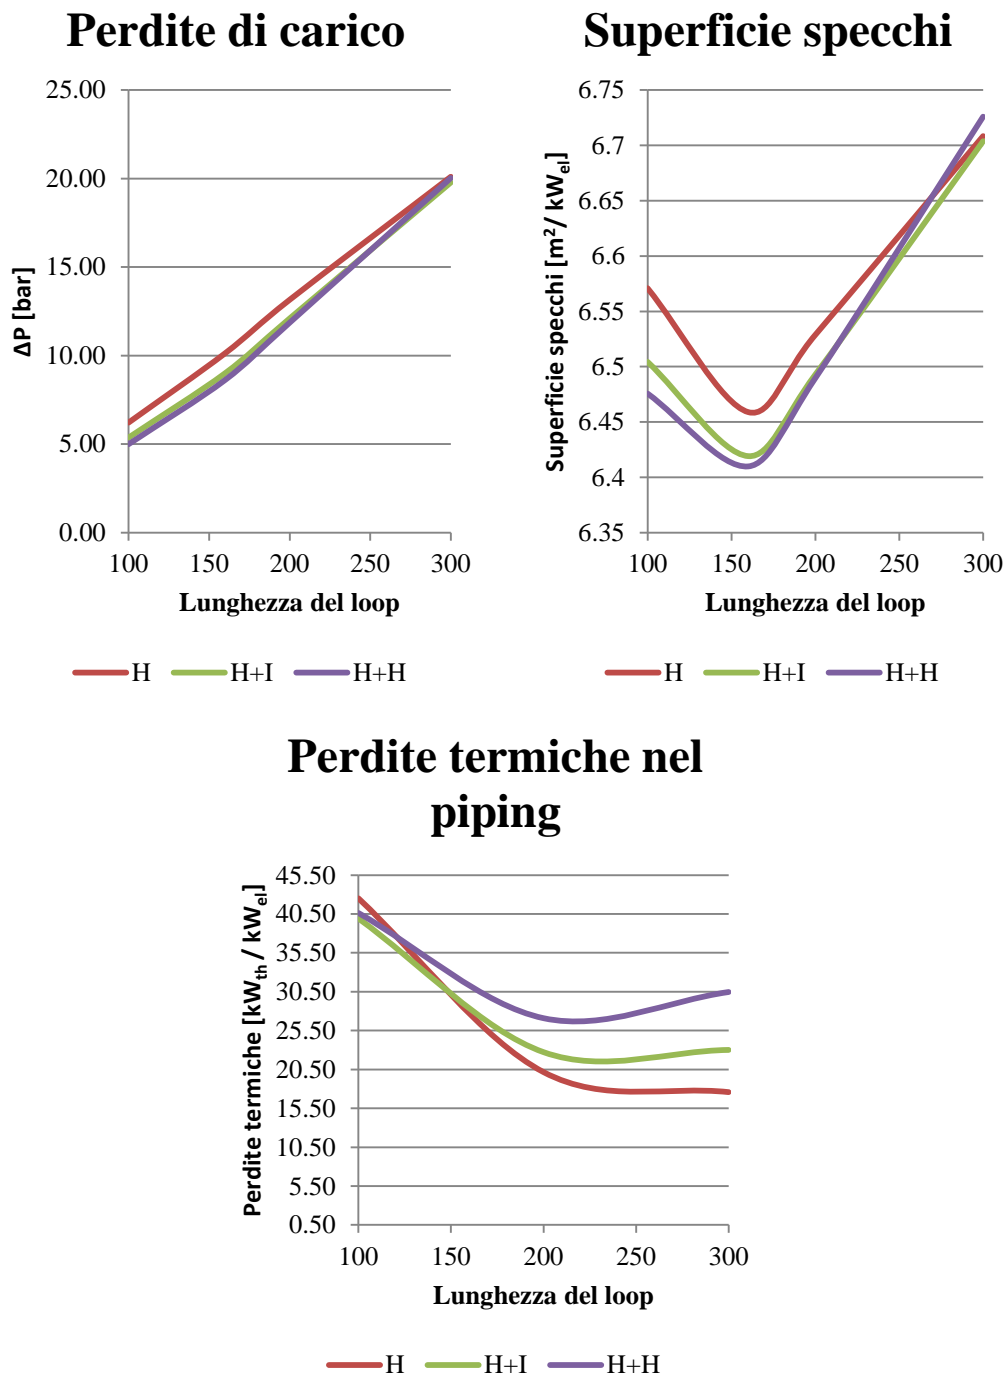 Perdite di carico
25.00
20.00
15.00
10.00
5.00
0.00
ΔP [bar]
100 150 200 250 300
Lunghezza del loop
H H+I H+H
Superficie specchi
6.75
6.7
6.65
6.6
6.55
6.5
6.45
6.4
6.35
Superficie specchi [m²/ kWel]
100 150 200 250 300
Lunghezza del loop
H H+I H+H
Perdite termiche nel
piping
45.50
40.50
35.50
30.50
25.50
20.50
15.50
10.50
5.50
0.50
Perdite termiche [kWth / kWel]
100 150 200 250 300
Lunghezza del loop
H H+I H+H